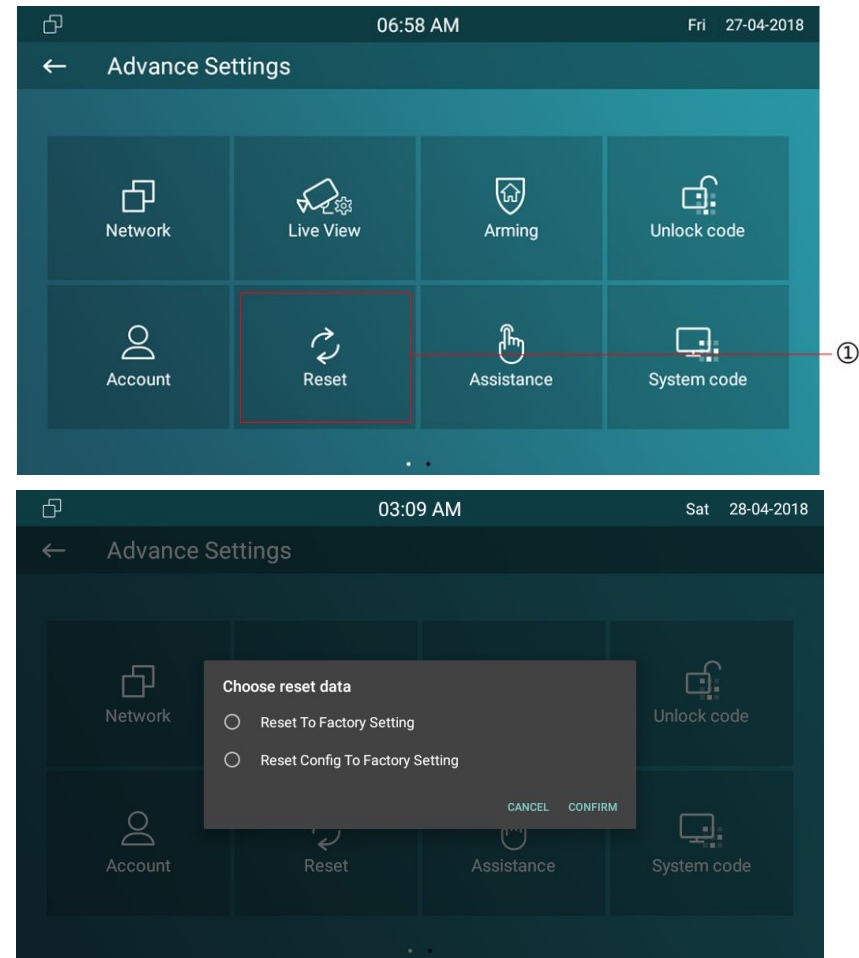 06:58 AM Fri 27-04-2018
Advance Settings
Network Live View Arming Unlock code
Account Reset Assistance System code
①
03:09 AM Sat 28-04-2018
Advance Settings
Network Unlock code
Choose reset data
Reset To Factory Setting
Reset Config To Factory Setting
CANCEL CONFIRM
Account Reset Assistance System code